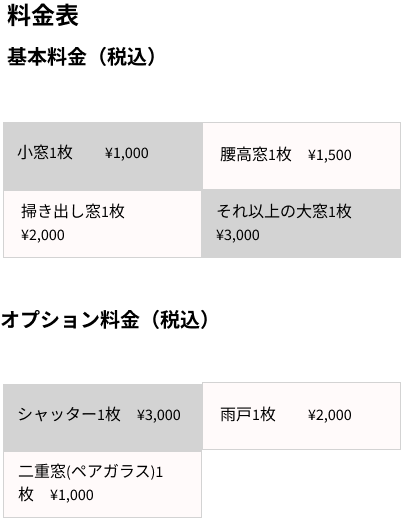 料金表
基本料金（税込）
小窓1枚　　¥1,000
腰高窓1枚　¥1,500
掃き出し窓1枚
¥2,000
それ以上の大窓1枚
¥3,000
オプション料金（税込）
シャッター1枚　¥3,000
雨戸1枚　　¥2,000
二重窓(ペアガラス)1
枚　¥1,000